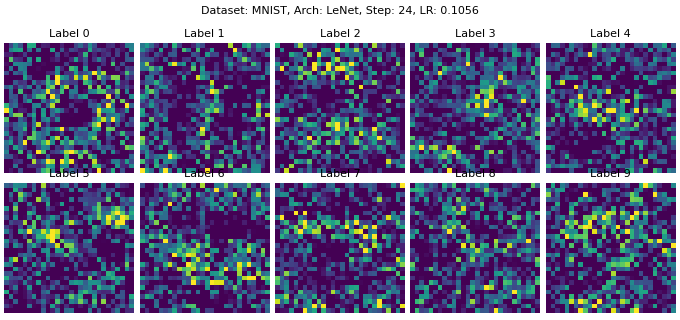 Dataset: MNIST, Arch: LeNet, Step: 24, LR: 0.1056
Label 0 Label 1 Label 2 Label 3 Label 4
Label 5 Label 6 Label 7 Label 8 Label 9